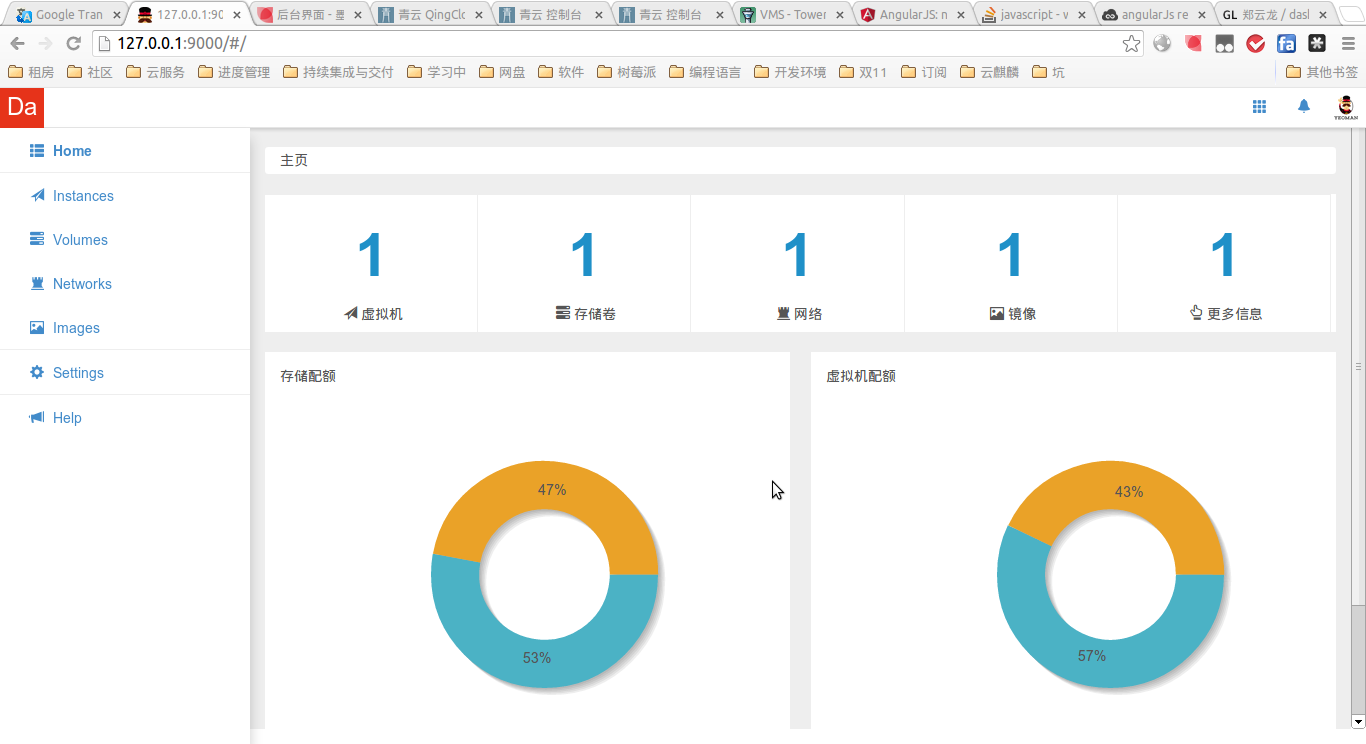 Google Tran
127.0.0.1:90
后台界面 - 墨
青云 QingClo
青云 控制台
青云 控制台
VMS - Tower
AngularJS: n
javascript - v
angularJs re
GL 郑云龙 / dash
127.0.0.1:9000/#/
租房
社区
云服务
进度管理
持续集成与交付
学习中
网盘
软件
树莓派
编程语言
开发环境
双11
订阅
云麒麟
坑
其他书签
Da
YEOMAN
Home
Instances
Volumes
Networks
Images
Settings
Help
主页
1
虚拟机
1
存储卷
1
网络
1
镜像
1
更多信息
存储配额
47%
53%
虚拟机配额
43%
57%